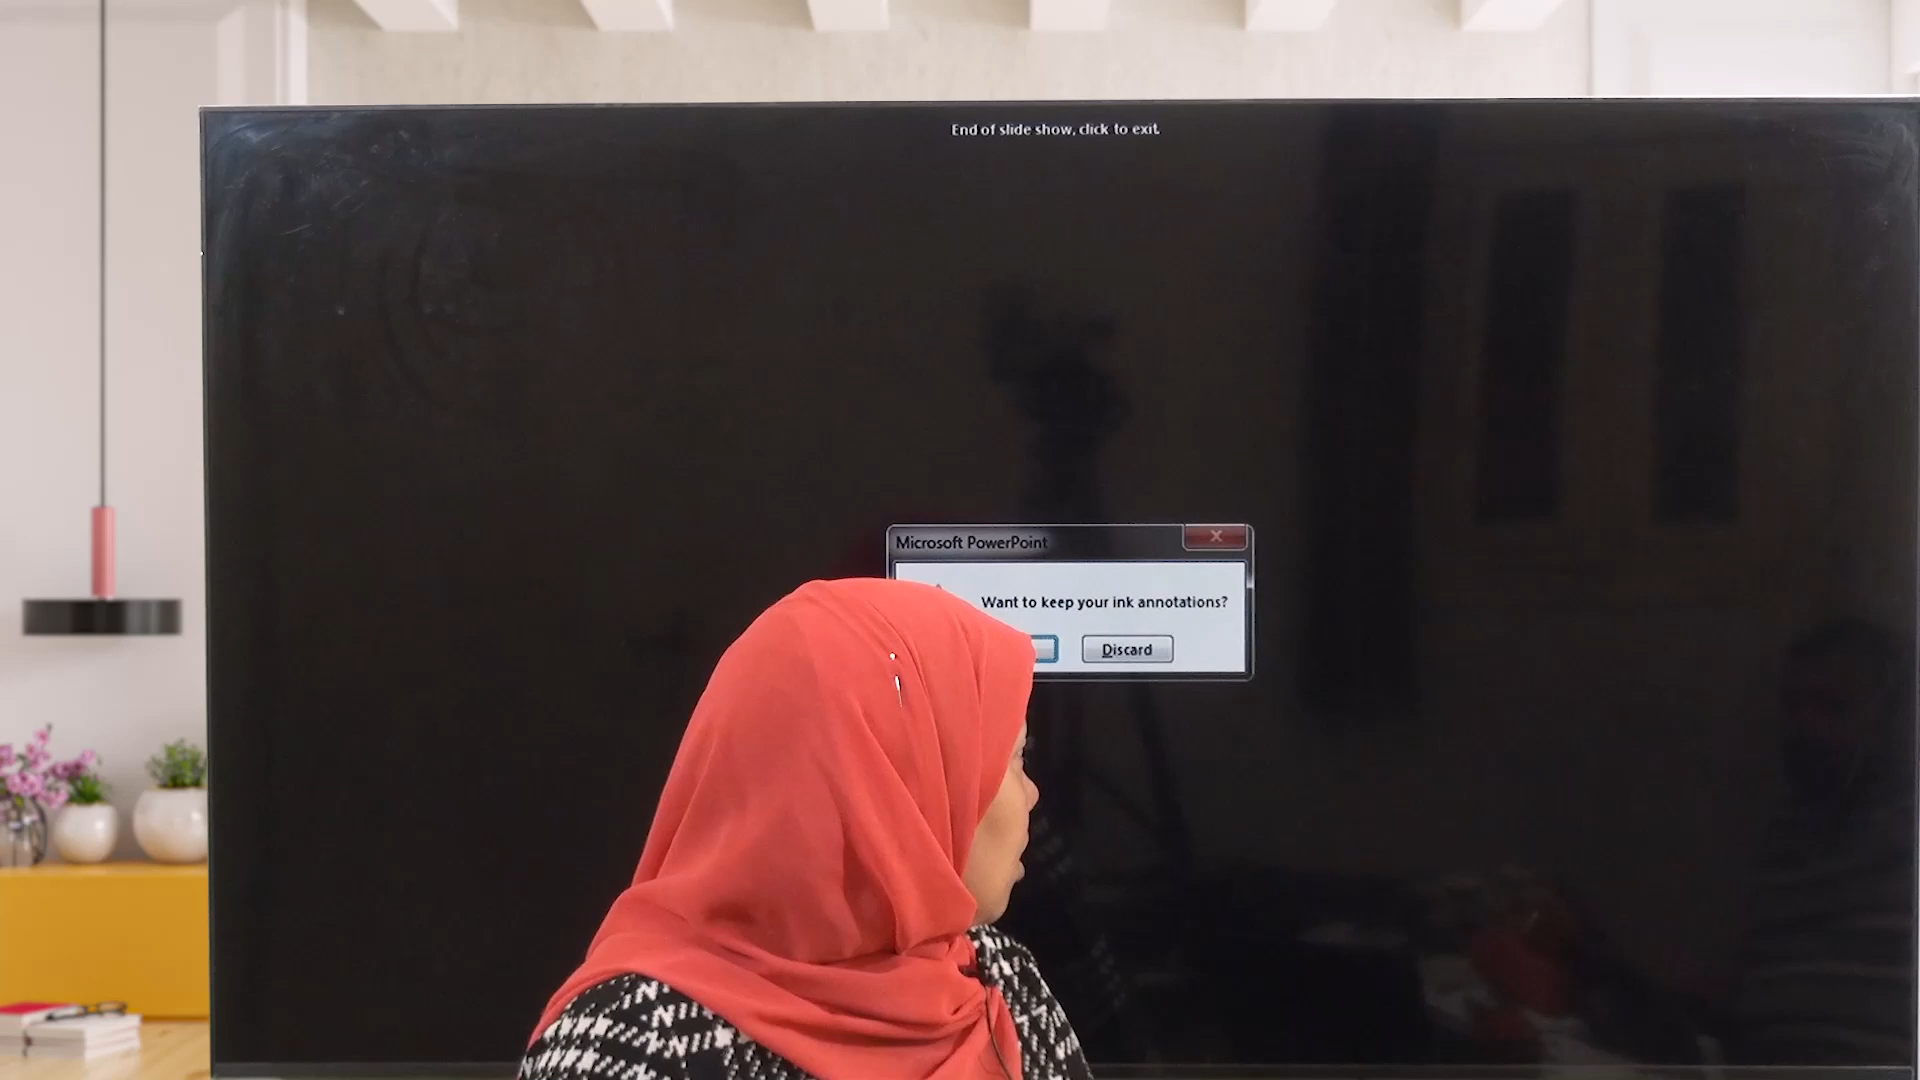 End of slide show, click to exit.
Microsoft PowerPoint
Want to keep your ink annotations?
Discard